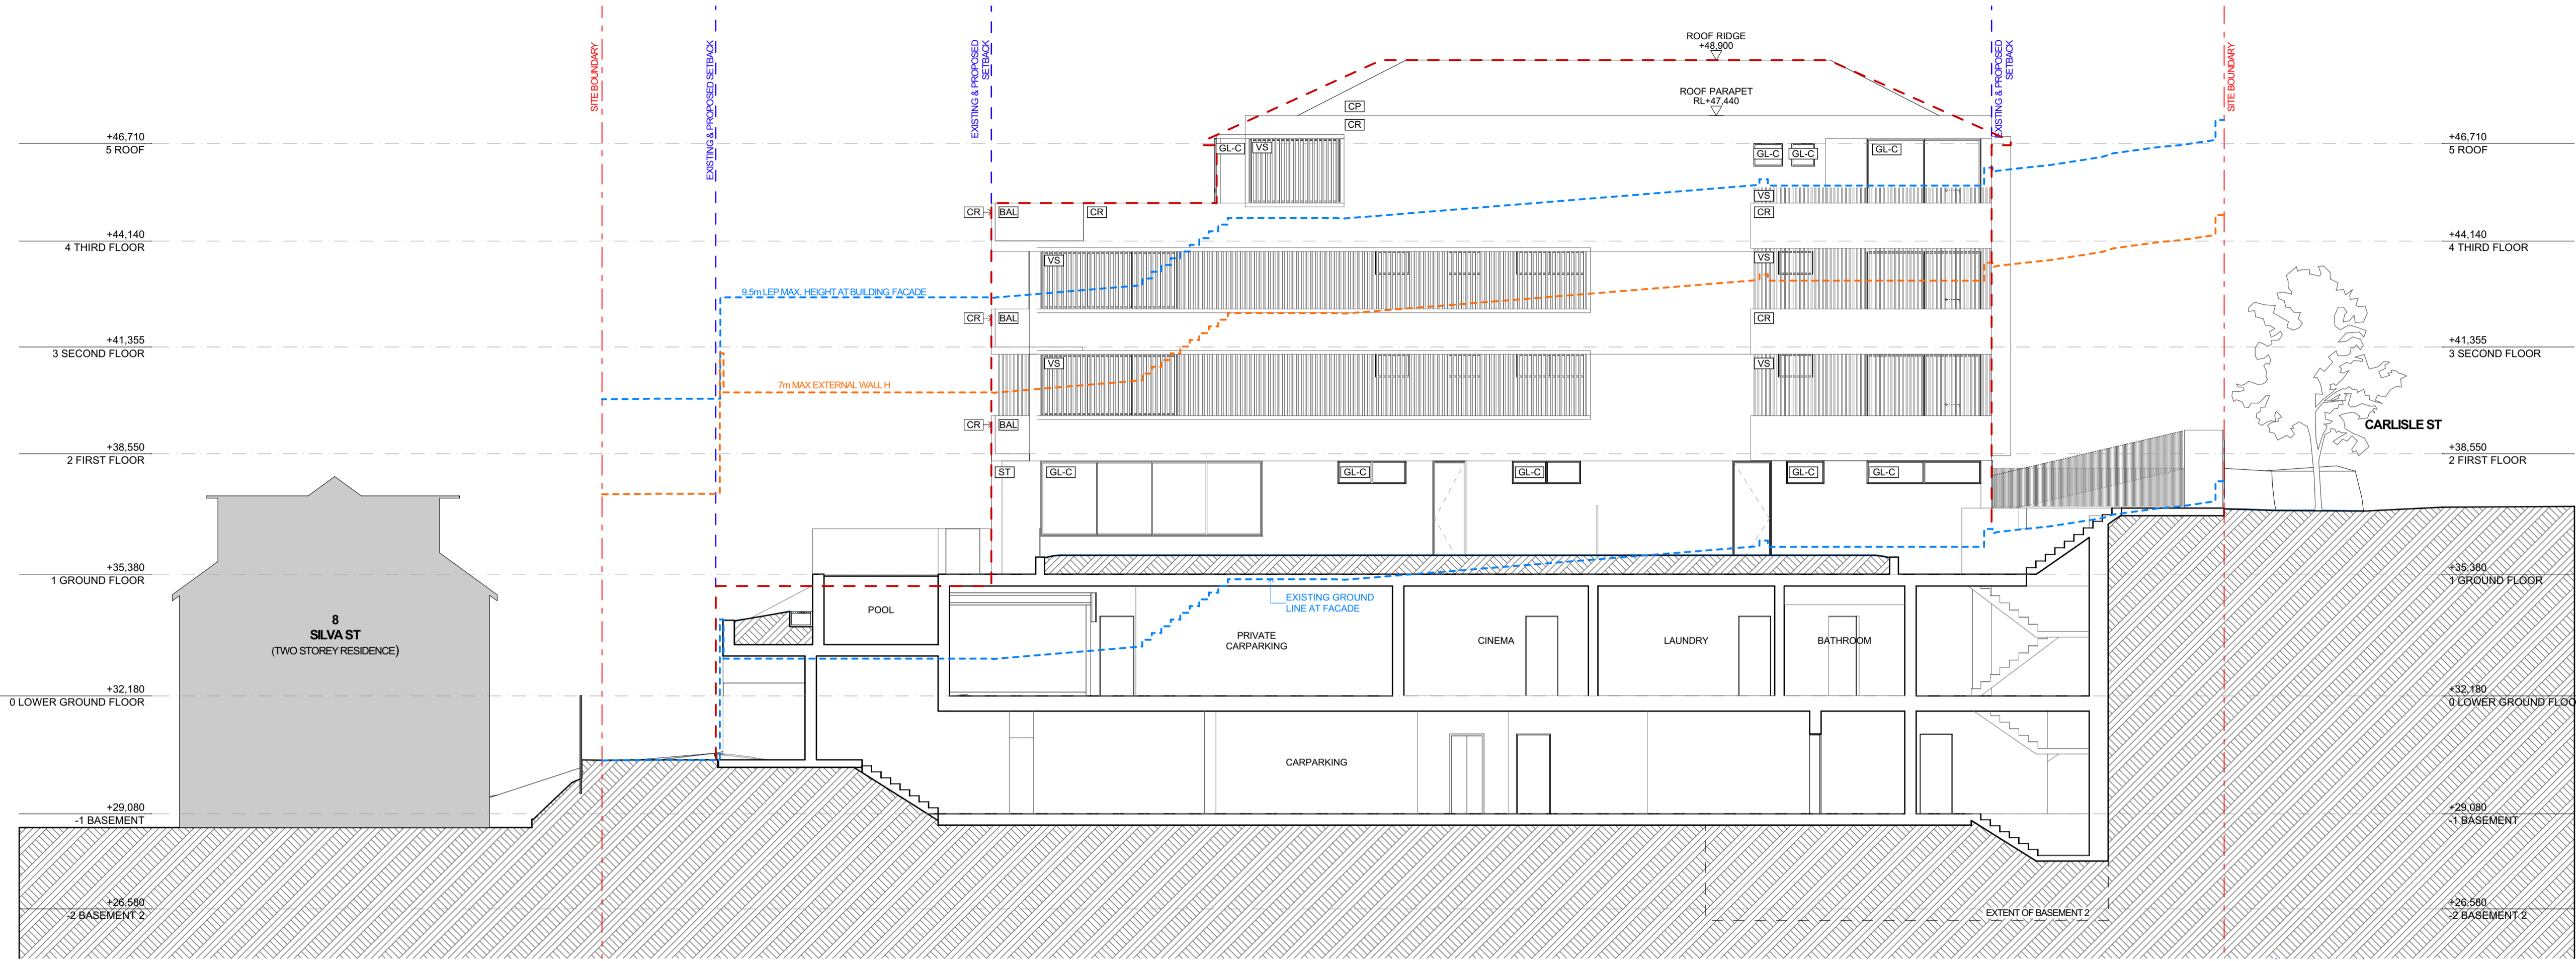 SITE BOUNDARY
EXISTING & PROPOSED SETBACK
EXISTING & PROPOSED
SETBACK
ROOF RIDGE
+48,900
EXISTING & PROPOSED
SETBACK
SITE BOUNDARY
ROOF PARAPET
RL+47,440
CP
CR
+46,710
5 ROOF
GL-C
VS
GL-C
GL-C
GL-C
+46,710
5 ROOF
VS
CR
BAL
CR
CR
+44,140
4 THIRD FLOOR
+44,140
4 THIRD FLOOR
VS
VS
9.5m LEP MAX. HEIGHT AT BUILDING FACADE
CR
BAL
CR
+41,355
3 SECOND FLOOR
+41,355
3 SECOND FLOOR
VS
VS
7m MAX EXTERNAL WALL H
CR
BAL
CARLISLE ST
+38,550
2 FIRST FLOOR
+38,550
2 FIRST FLOOR
ST
GL-C
GL-C
GL-C
GL-C
GL-C
+35,380
1 GROUND FLOOR
+35,380
1 GROUND FLOOR
EXISTING GROUND
LINE AT FACADE
POOL
8
SILVA ST
(TWO STOREY RESIDENCE)
PRIVATE
CARPARKING
CINEMA
LAUNDRY
BATHROOM
+32,180
0 LOWER GROUND FLOOR
+32,180
0 LOWER GROUND FLOO
CARPARKING
+29,080
-1 BASEMENT
+29,080
-1 BASEMENT
+26,580
-2 BASEMENT 2
EXTENT OF BASEMENT 2
+26,580
-2 BASEMENT 2